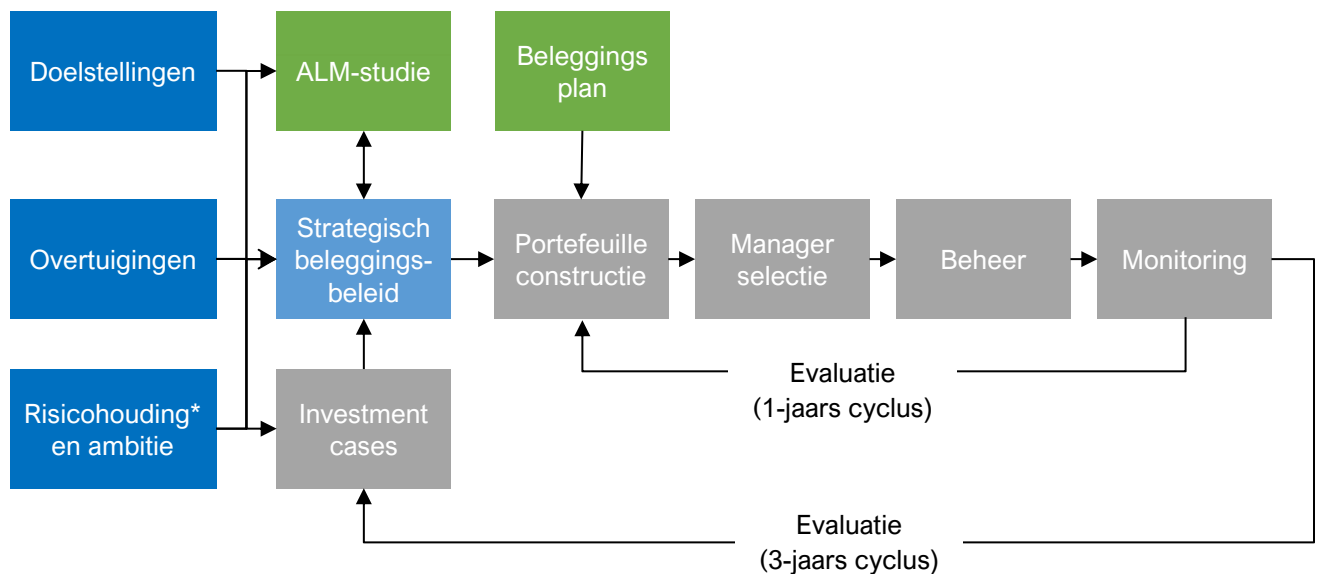 Doelstellingen
ALM-studie
Beleggings
plan
Overtuigingen
Strategisch
beleggings-
beleid
Portefeuille
constructie
Manager
selectie
Beheer
Monitoring
Risicohouding*
en ambitie
Investment
cases
Evaluatie
(1-jaars cyclus)
Evaluatie
(3-jaars cyclus)